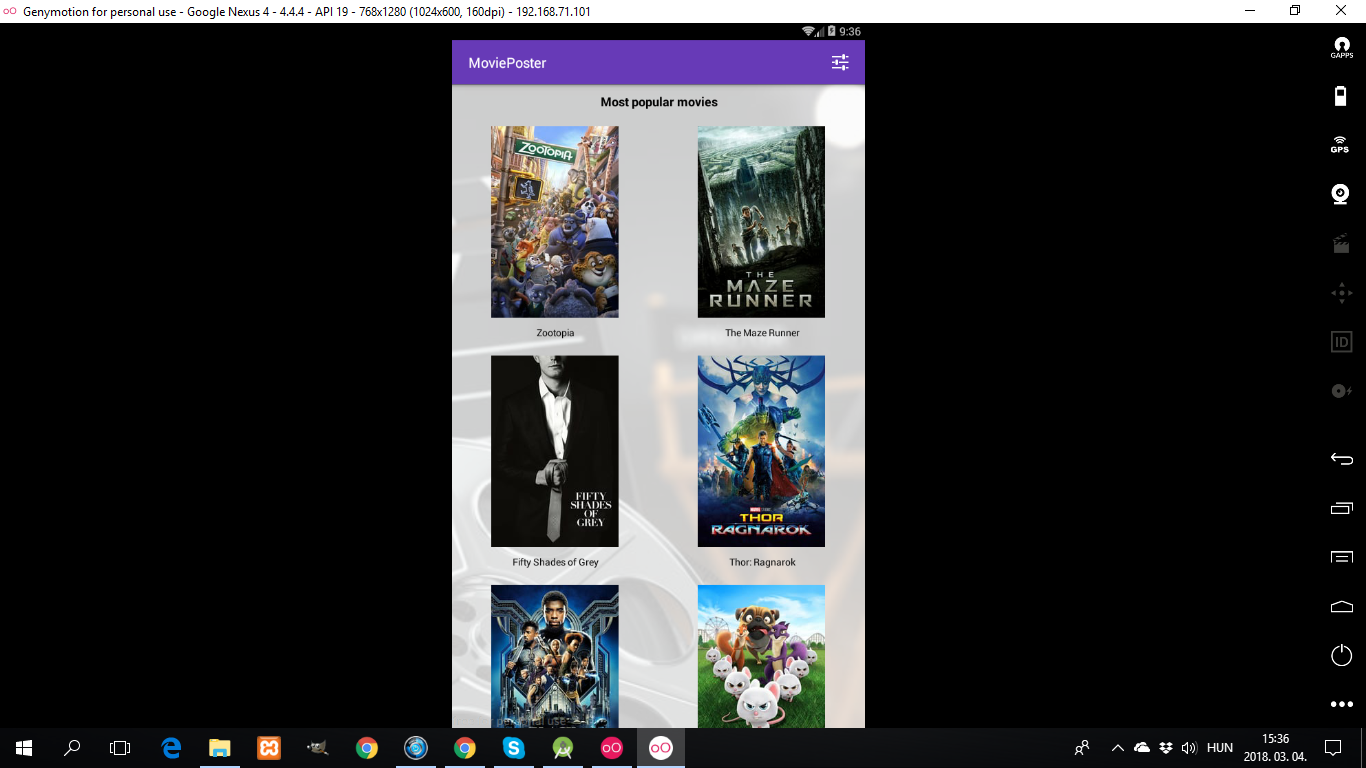 Genymotion for personal use - Google Nexus 4 - 4.4.4 - API 19 - 768x1280 (1024x600, 160dpi) - 192.168.71.101
9:36
MoviePoster
GAPPS
GPS
ID
Most popular movies
ZOOTOPIA
THE
MAZE
RUNNER
Zootopia
The Maze Runner
FIFTY
SHADES
OF
GREY
THOR
RAGNAROK
Fifty Shades of Grey
Thor: Ragnarok
personal use
HUN
15:36
2018. 03. 04.